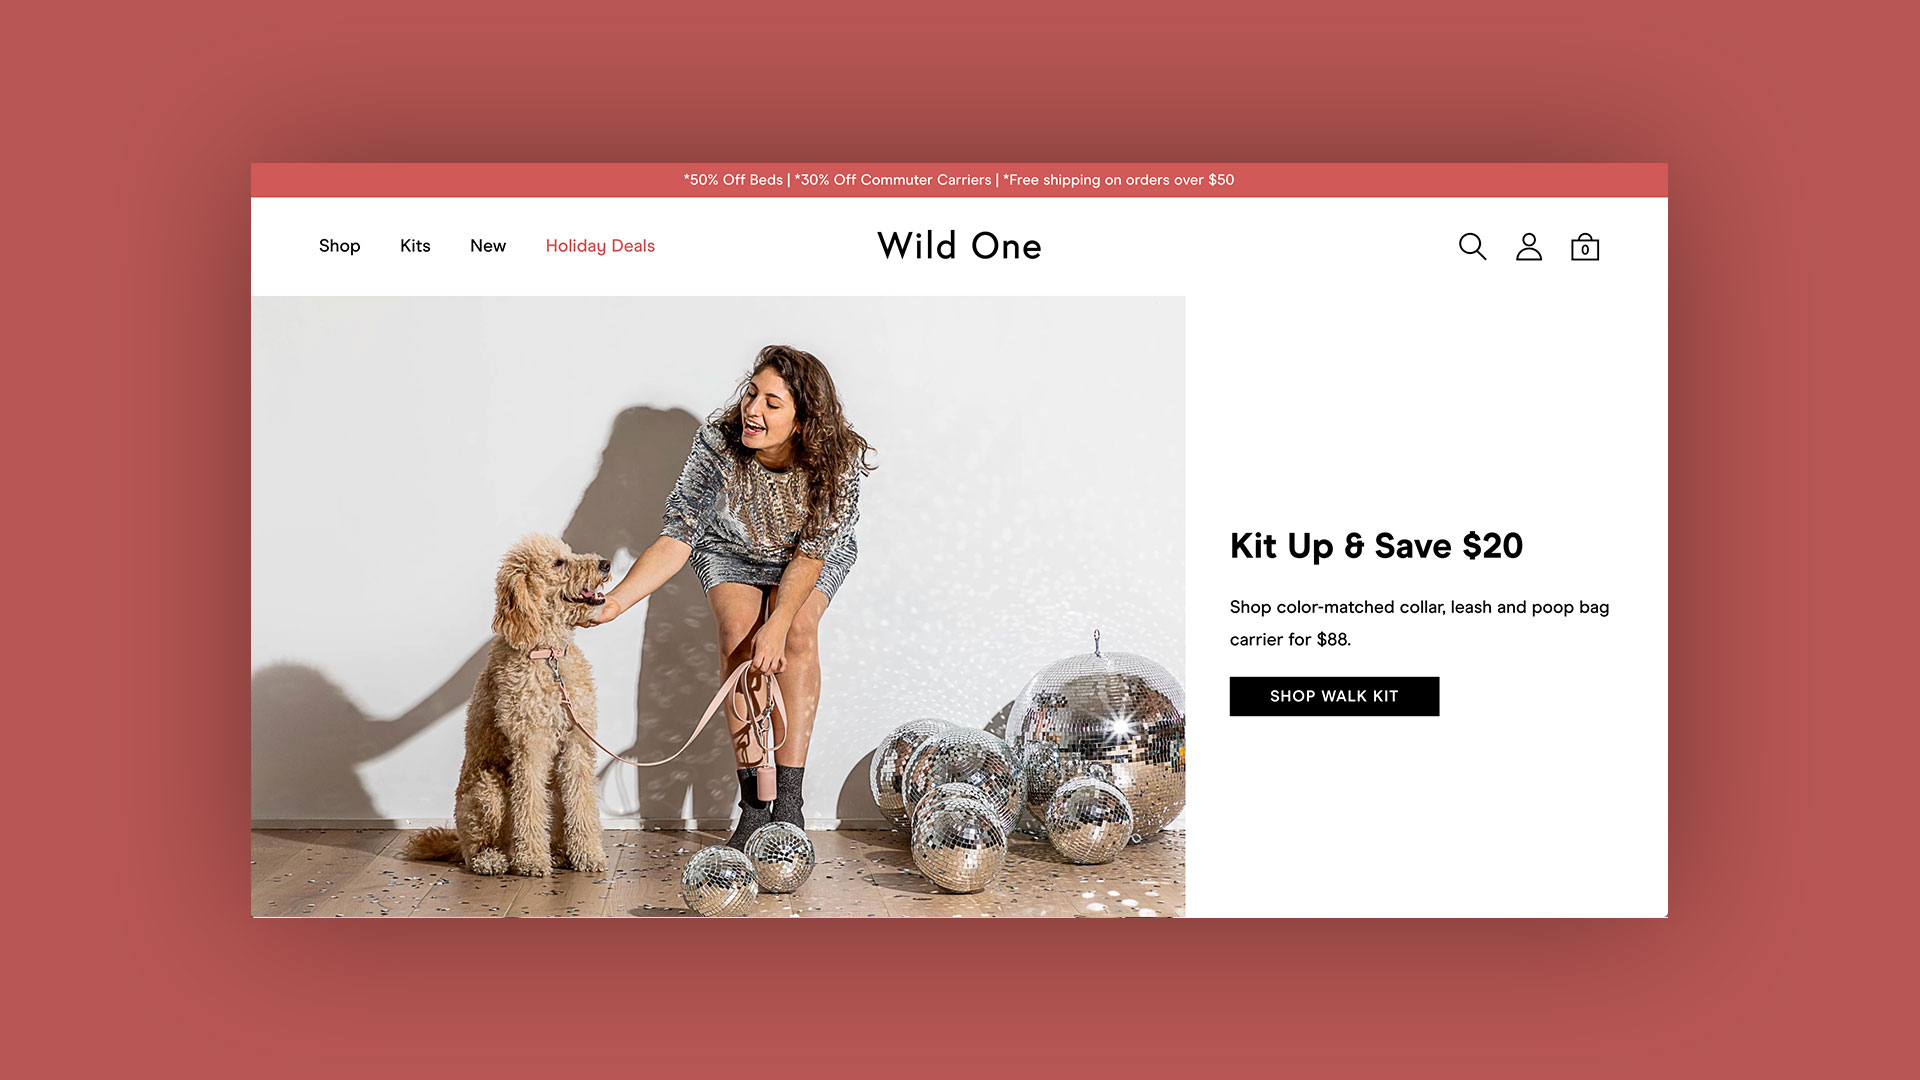 *50% Off Beds | *30% Off Commuter Carriers | *Free shipping on orders over $50
Shop Kits New Holiday Deals Wild One 0
Kit Up & Save $20
Shop color-matched collar, leash and poop bag
carrier for $88.
SHOP WALK KIT